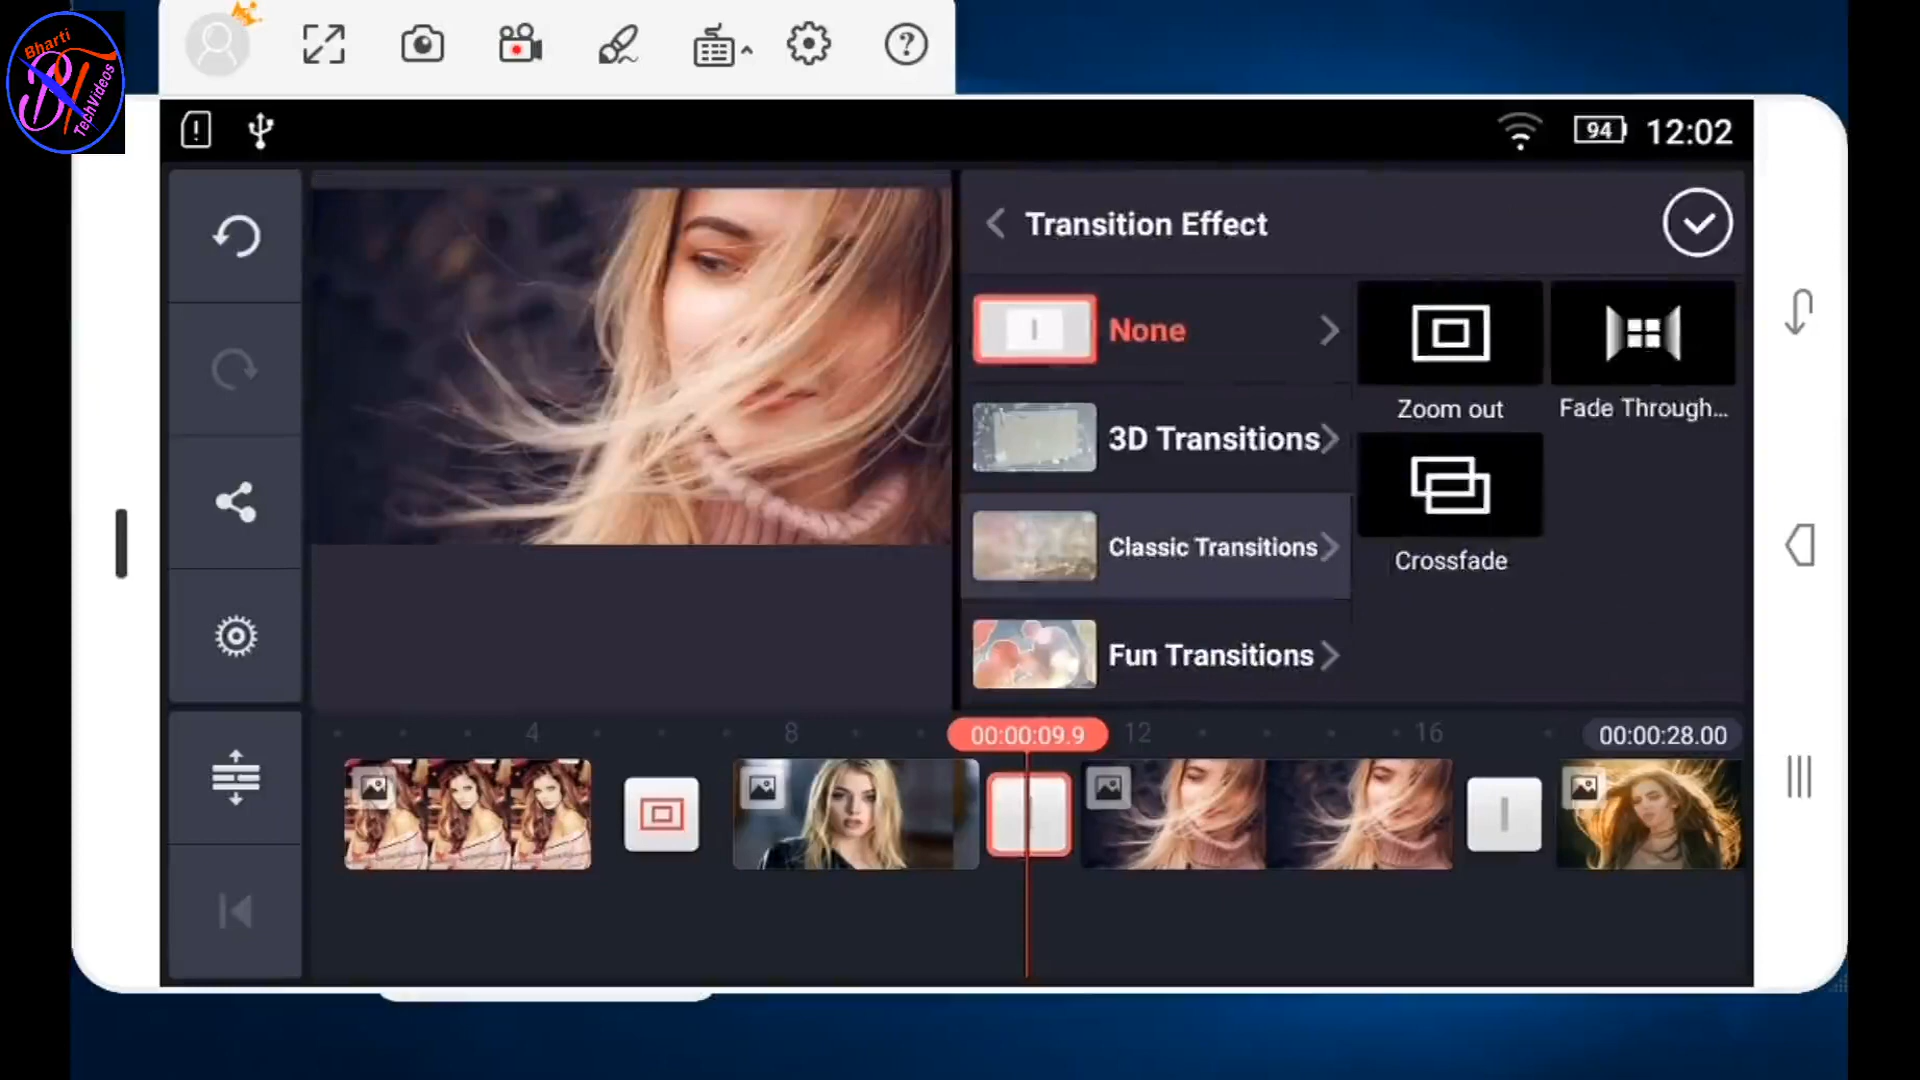 Bharti
BT
TechVideos
94
12:02
Transition Effect
None
3D Transitions
Classic Transitions
Fun Transitions
Zoom out
Fade Through...
Crossfade
4
8
00:00:09.9
12
16
00:00:28.00